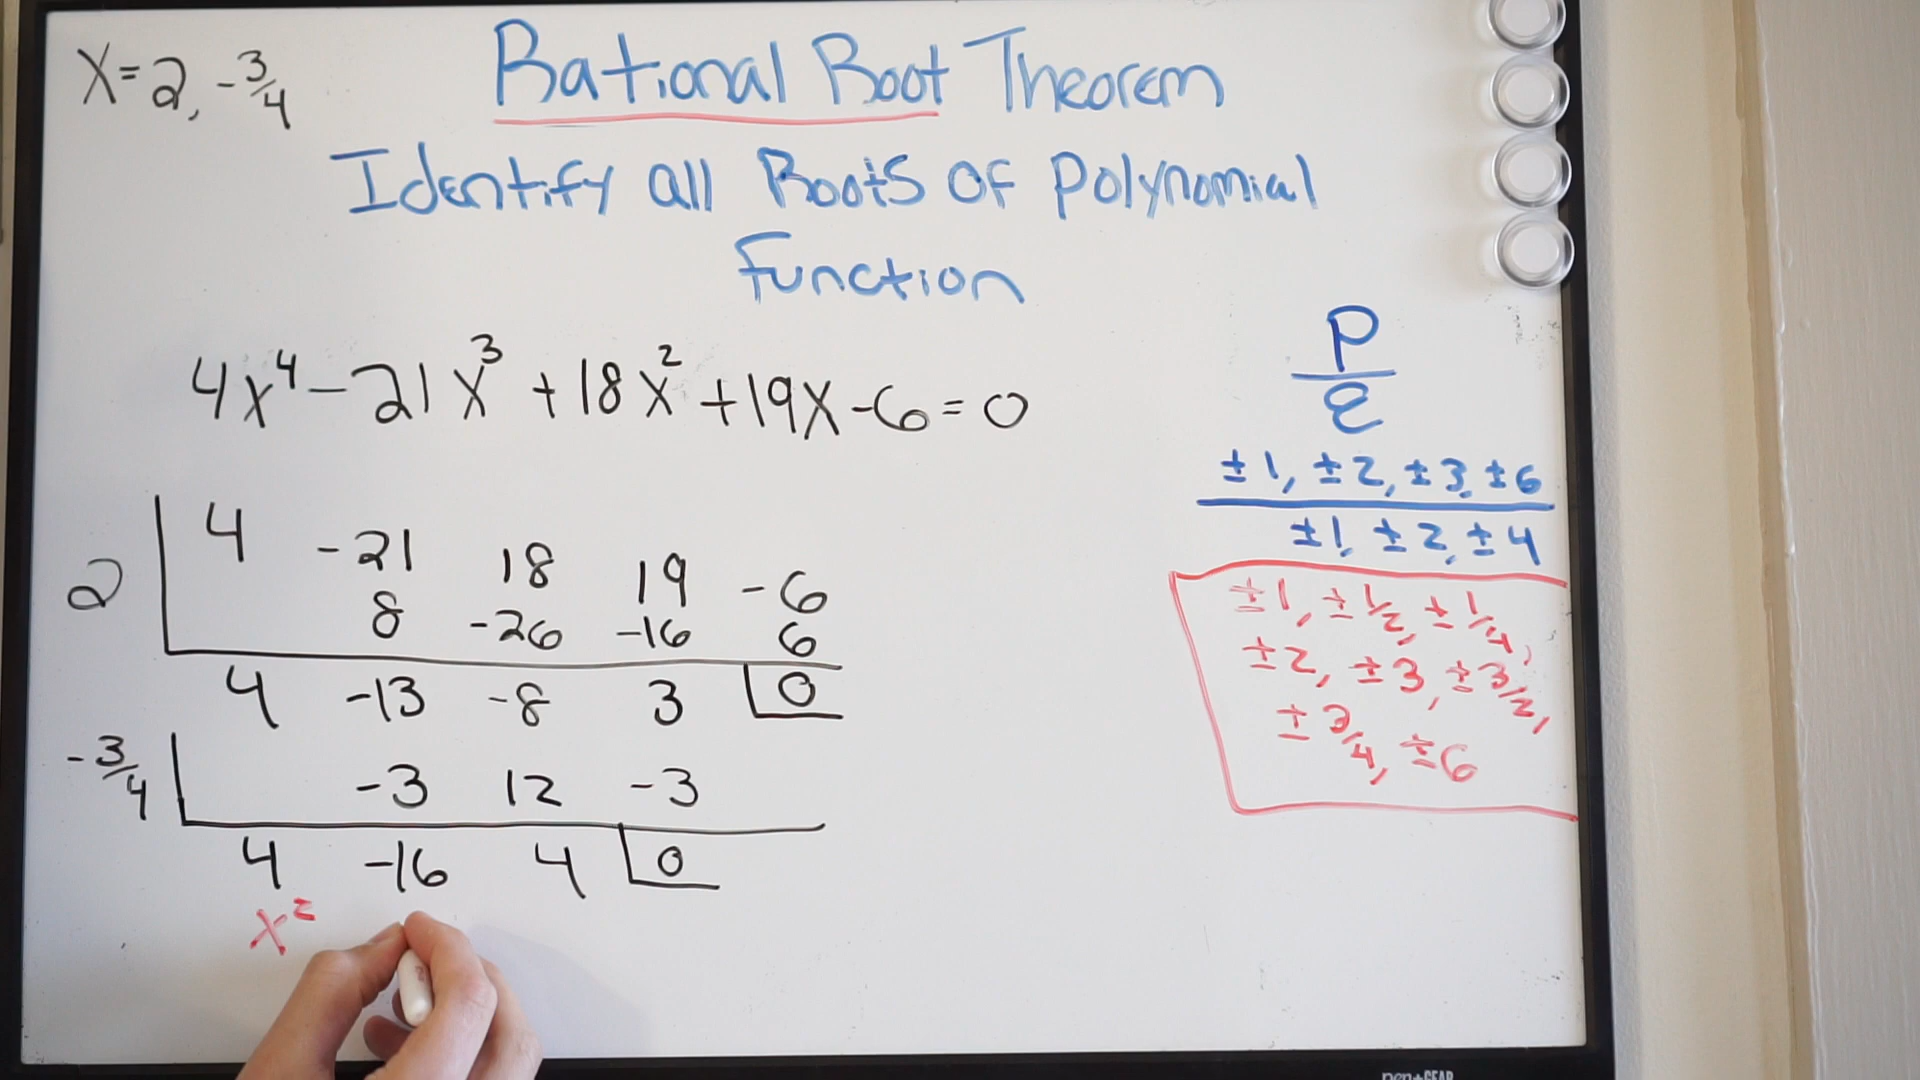 x=2, -3/4
Rational Root Theorem
Identify all Roots of Polynomial
Function
4x⁴-21x³+18x²+19x-6=0
2 4 -21 18 19 -6
8 -26 -16 6
4 -13 -8 3 0
-3/4 -3 12 -3
4 -16 4 0
x²
P
Q
±1, ±2, ±3, ±6
±1, ±2, ±4
±1, ±1/2, ±1/4,
±2, ±3, ±3/2,
±3/4, ±6